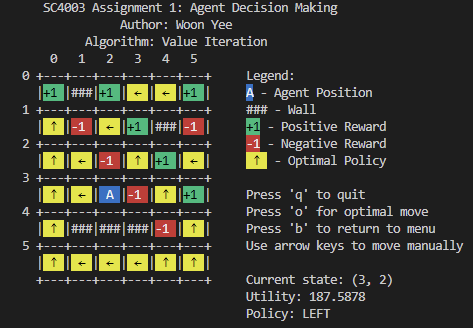 SC4003 Assignment 1: Agent Decision Making
Author: Woon Yee
Algorithm: Value Iteration
0 1 2 3 4 5
0 +---+---+---+---+---+---+ Legend:
|+1 |###|+1 | ← | ← |+1 | A - Agent Position
1 +---+---+---+---+---+---+ ### - Wall
| ↑ |-1 | ← |+1 |###|-1 | +1 - Positive Reward
2 +---+---+---+---+---+---+ -1 - Negative Reward
| ↑ | ← |-1 | ↑ |+1 | ← | ↑ - Optimal Policy
3 +---+---+---+---+---+---+
| ↑ | ← | A |-1 | ↑ |+1 | Press 'q' to quit
4 +---+---+---+---+---+---+ Press 'o' for optimal move
| ↑ |###|###|###|-1 | ↑ | Press 'b' to return to menu
5 +---+---+---+---+---+---+ Use arrow keys to move manually
| ↑ | ← | ← | ← | ↑ | ↑ |
+---+---+---+---+---+---+ Current state: (3, 2)
Utility: 187.5878
Policy: LEFT